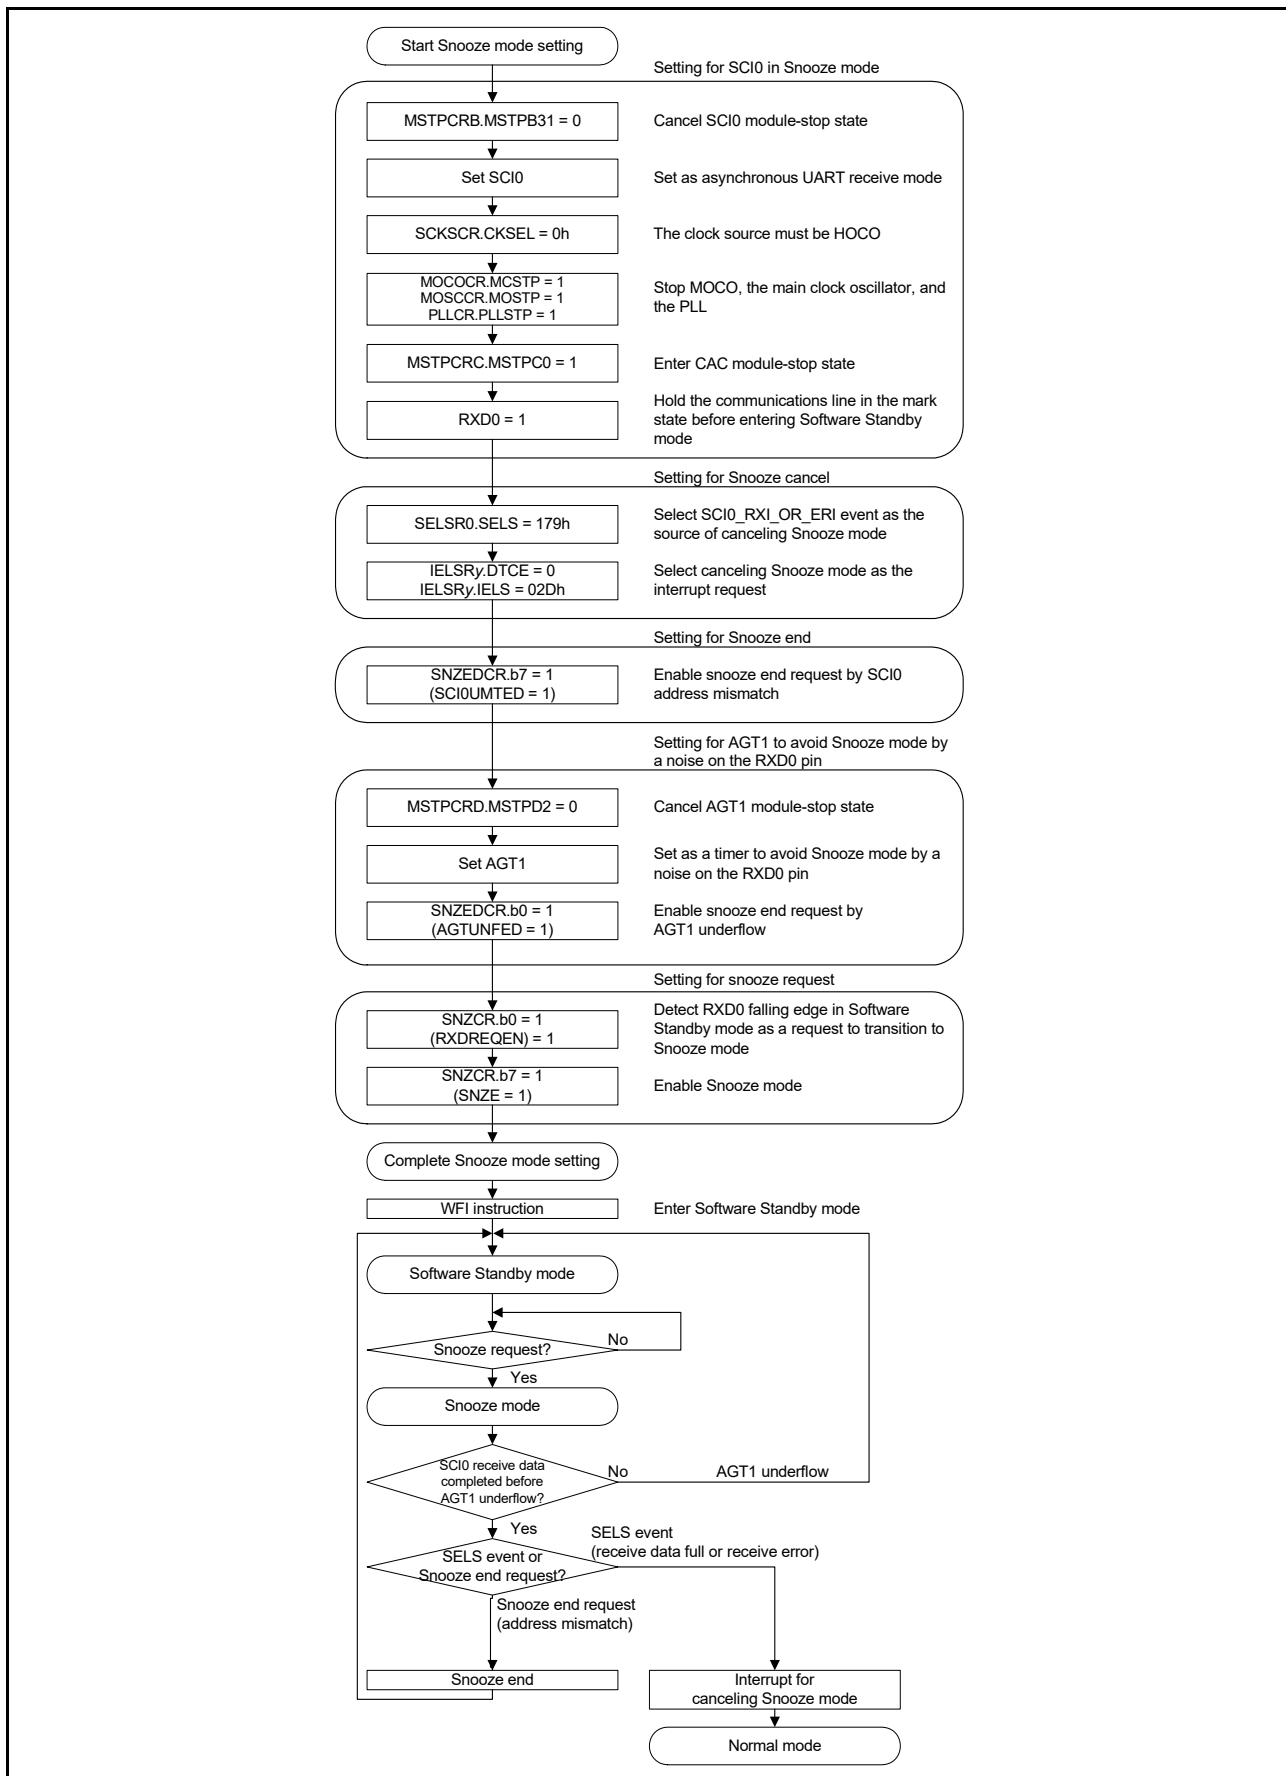 Start Snooze mode setting
Setting for SCI0 in Snooze mode
MSTPCRB.MSTPB31 = 0
Cancel SCI0 module-stop state
Set SCI0
Set as asynchronous UART receive mode
SCKSCR.CKSEL = 0h
The clock source must be HOCO
MOCOCR.MCSTP = 1
MOSCCR.MOSTP = 1
PLLCR.PLLSTP = 1
Stop MOCO, the main clock oscillator, and
the PLL
MSTPCRC.MSTPC0 = 1
Enter CAC module-stop state
RXD0 = 1
Hold the communications line in the mark
state before entering Software Standby
mode
Setting for Snooze cancel
SELSR0.SELS = 179h
Select SCI0_RXI_OR_ERI event as the
source of canceling Snooze mode
IELSRy.DTCE = 0
IELSRy.IELS = 02Dh
Select canceling Snooze mode as the
interrupt request
Setting for Snooze end
SNZEDCR.b7 = 1
(SCI0UMTED = 1)
Enable snooze end request by SCI0
address mismatch
Setting for AGT1 to avoid Snooze mode by
a noise on the RXD0 pin
MSTPCRD.MSTPD2 = 0
Cancel AGT1 module-stop state
Set AGT1
Set as a timer to avoid Snooze mode by a
noise on the RXD0 pin
SNZEDCR.b0 = 1
(AGTUNFED = 1)
Enable snooze end request by
AGT1 underflow
Setting for snooze request
SNZCR.b0 = 1
(RXDREQEN) = 1
Detect RXD0 falling edge in Software
Standby mode as a request to transition to
Snooze mode
SNZCR.b7 = 1
(SNZE = 1)
Enable Snooze mode
Complete Snooze mode setting
WFI instruction
Enter Software Standby mode
Software Standby mode
Snooze request?
No
Yes
Snooze mode
SCI0 receive data
completed before
AGT1 underflow?
No
AGT1 underflow
Yes
SELS event
(receive data full or receive error)
SELS event or
Snooze end request?
Snooze end request
(address mismatch)
Snooze end
Interrupt for
canceling Snooze mode
Normal mode